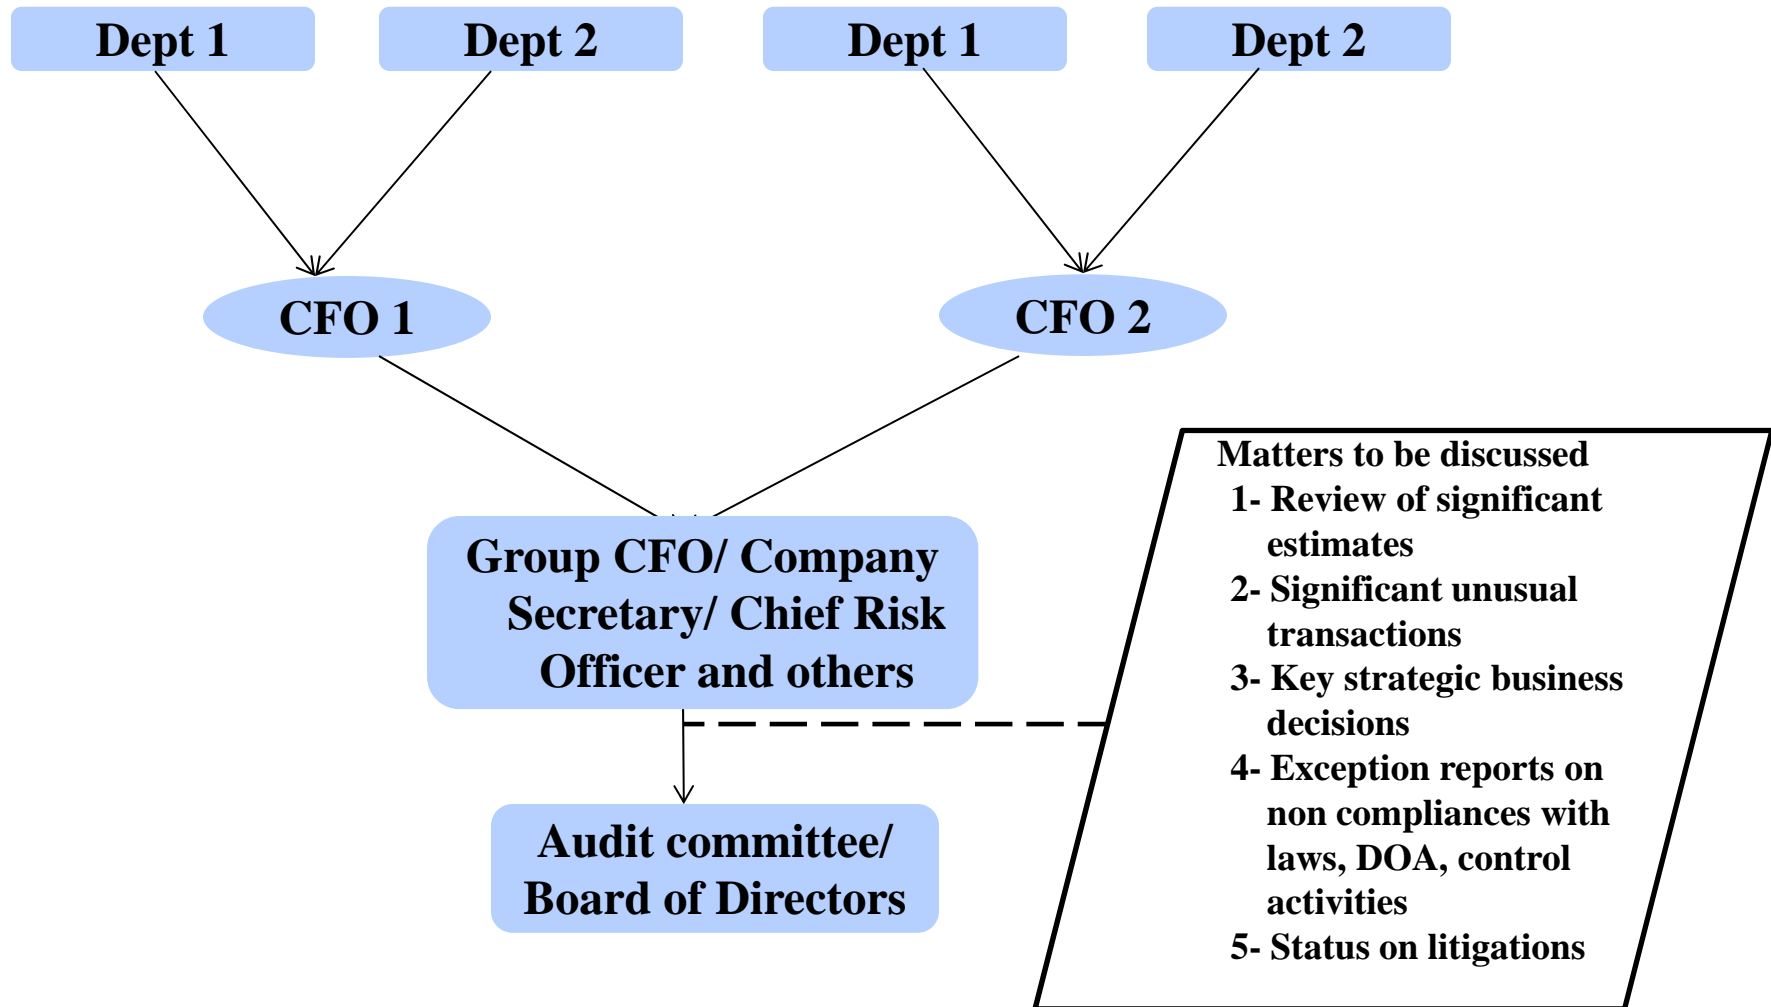 Dept 1
Dept 2
Dept 1
Dept 2
CFO 1
CFO 2
Group CFO/ Company
Secretary/ Chief Risk
Officer and others
Audit committee/
Board of Directors
Matters to be discussed
1- Review of significant
estimates
2- Significant unusual
transactions
3- Key strategic business
decisions
4- Exception reports on
non compliances with
laws, DOA, control
activities
5- Status on litigations